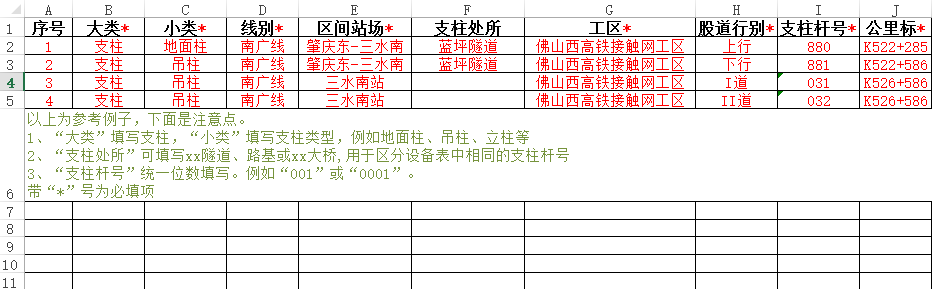 A B C D E F G H I J
1 序号 大类* 小类* 线别* 区间站场* 支柱处所 工区* 股道行别* 支柱杆号* 公里标*
2 1 支柱 地面柱 南广线 肇庆东-三水南 蓝坪隧道 佛山西高铁接触网工区 上行 880 K522+285
3 2 支柱 吊柱 南广线 肇庆东-三水南 蓝坪隧道 佛山西高铁接触网工区 下行 881 K522+586
4 3 支柱 吊柱 南广线 三水南站 佛山西高铁接触网工区 I道 031 K526+586
5 4 支柱 吊柱 南广线 三水南站 佛山西高铁接触网工区 II道 032 K526+586
以上为参考例子，下面是注意点。
1、“大类”填写支柱，“小类”填写支柱类型，例如地面柱、吊柱、立柱等
2、“支柱处所”可填写xx隧道、路基或xx大桥,用于区分设备表中相同的支柱杆号
3、“支柱杆号”统一位数填写。例如“001”或“0001”。
6 带“*”号为必填项
7
8
9
10
11